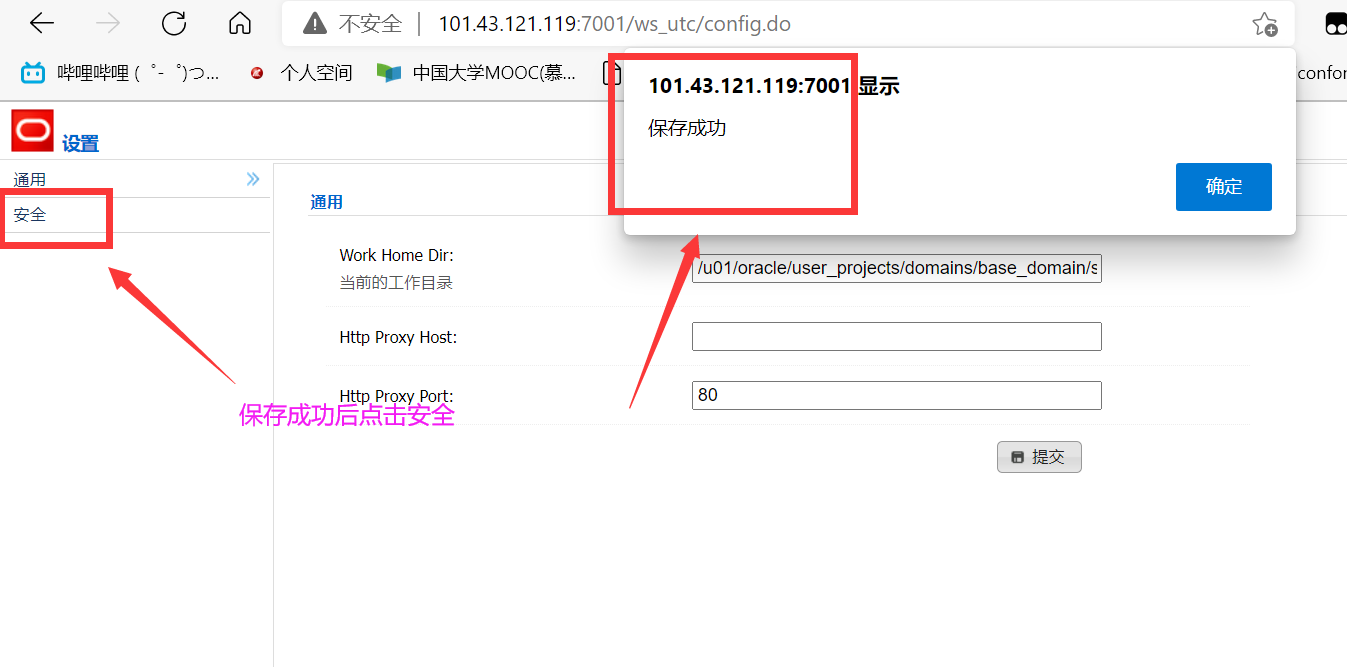 不安全 101.43.121.119:7001/ws_utc/config.do
哔哩哔哩 (゜-゜)つ... 个人空间 中国大学MOOC(慕... confor
101.43.121.119:7001 显示
保存成功
确定
设置
通用
安全
通用
Work Home Dir:
当前的工作目录
/u01/oracle/user_projects/domains/base_domain/s
Http Proxy Host:
Http Proxy Port:
80
保存成功后点击安全
提交